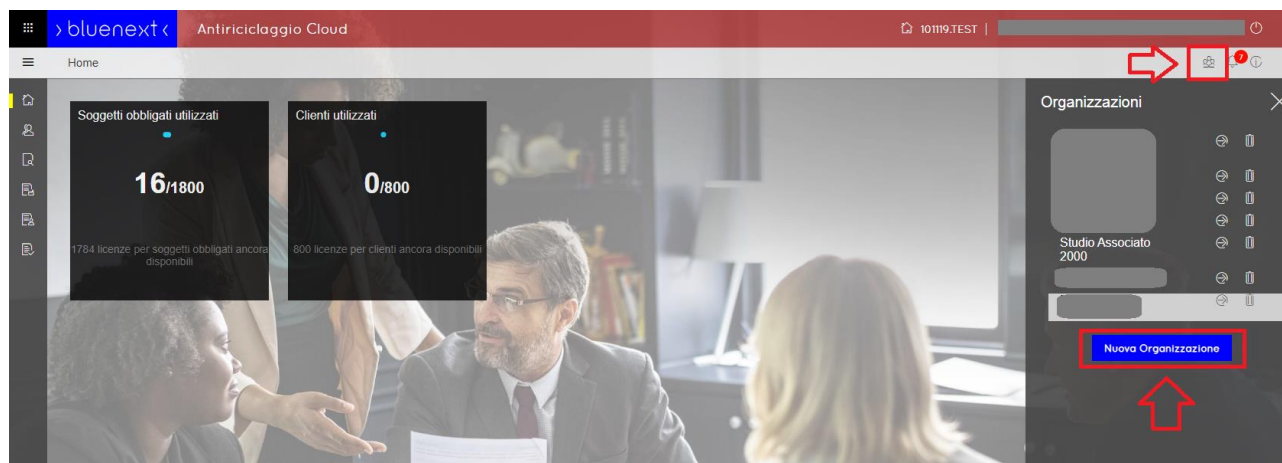 ›bluenext‹ Antiriciclaggio Cloud 101119.TEST |
Home 7
Organizzazioni
Soggetti obbligati utilizzati
16/1800
1784 licenze per soggetti obbligati ancora
disponibili
Clienti utilizzati
0/800
800 licenze per clienti ancora disponibili
Studio Associato
2000
Nuova Organizzazione